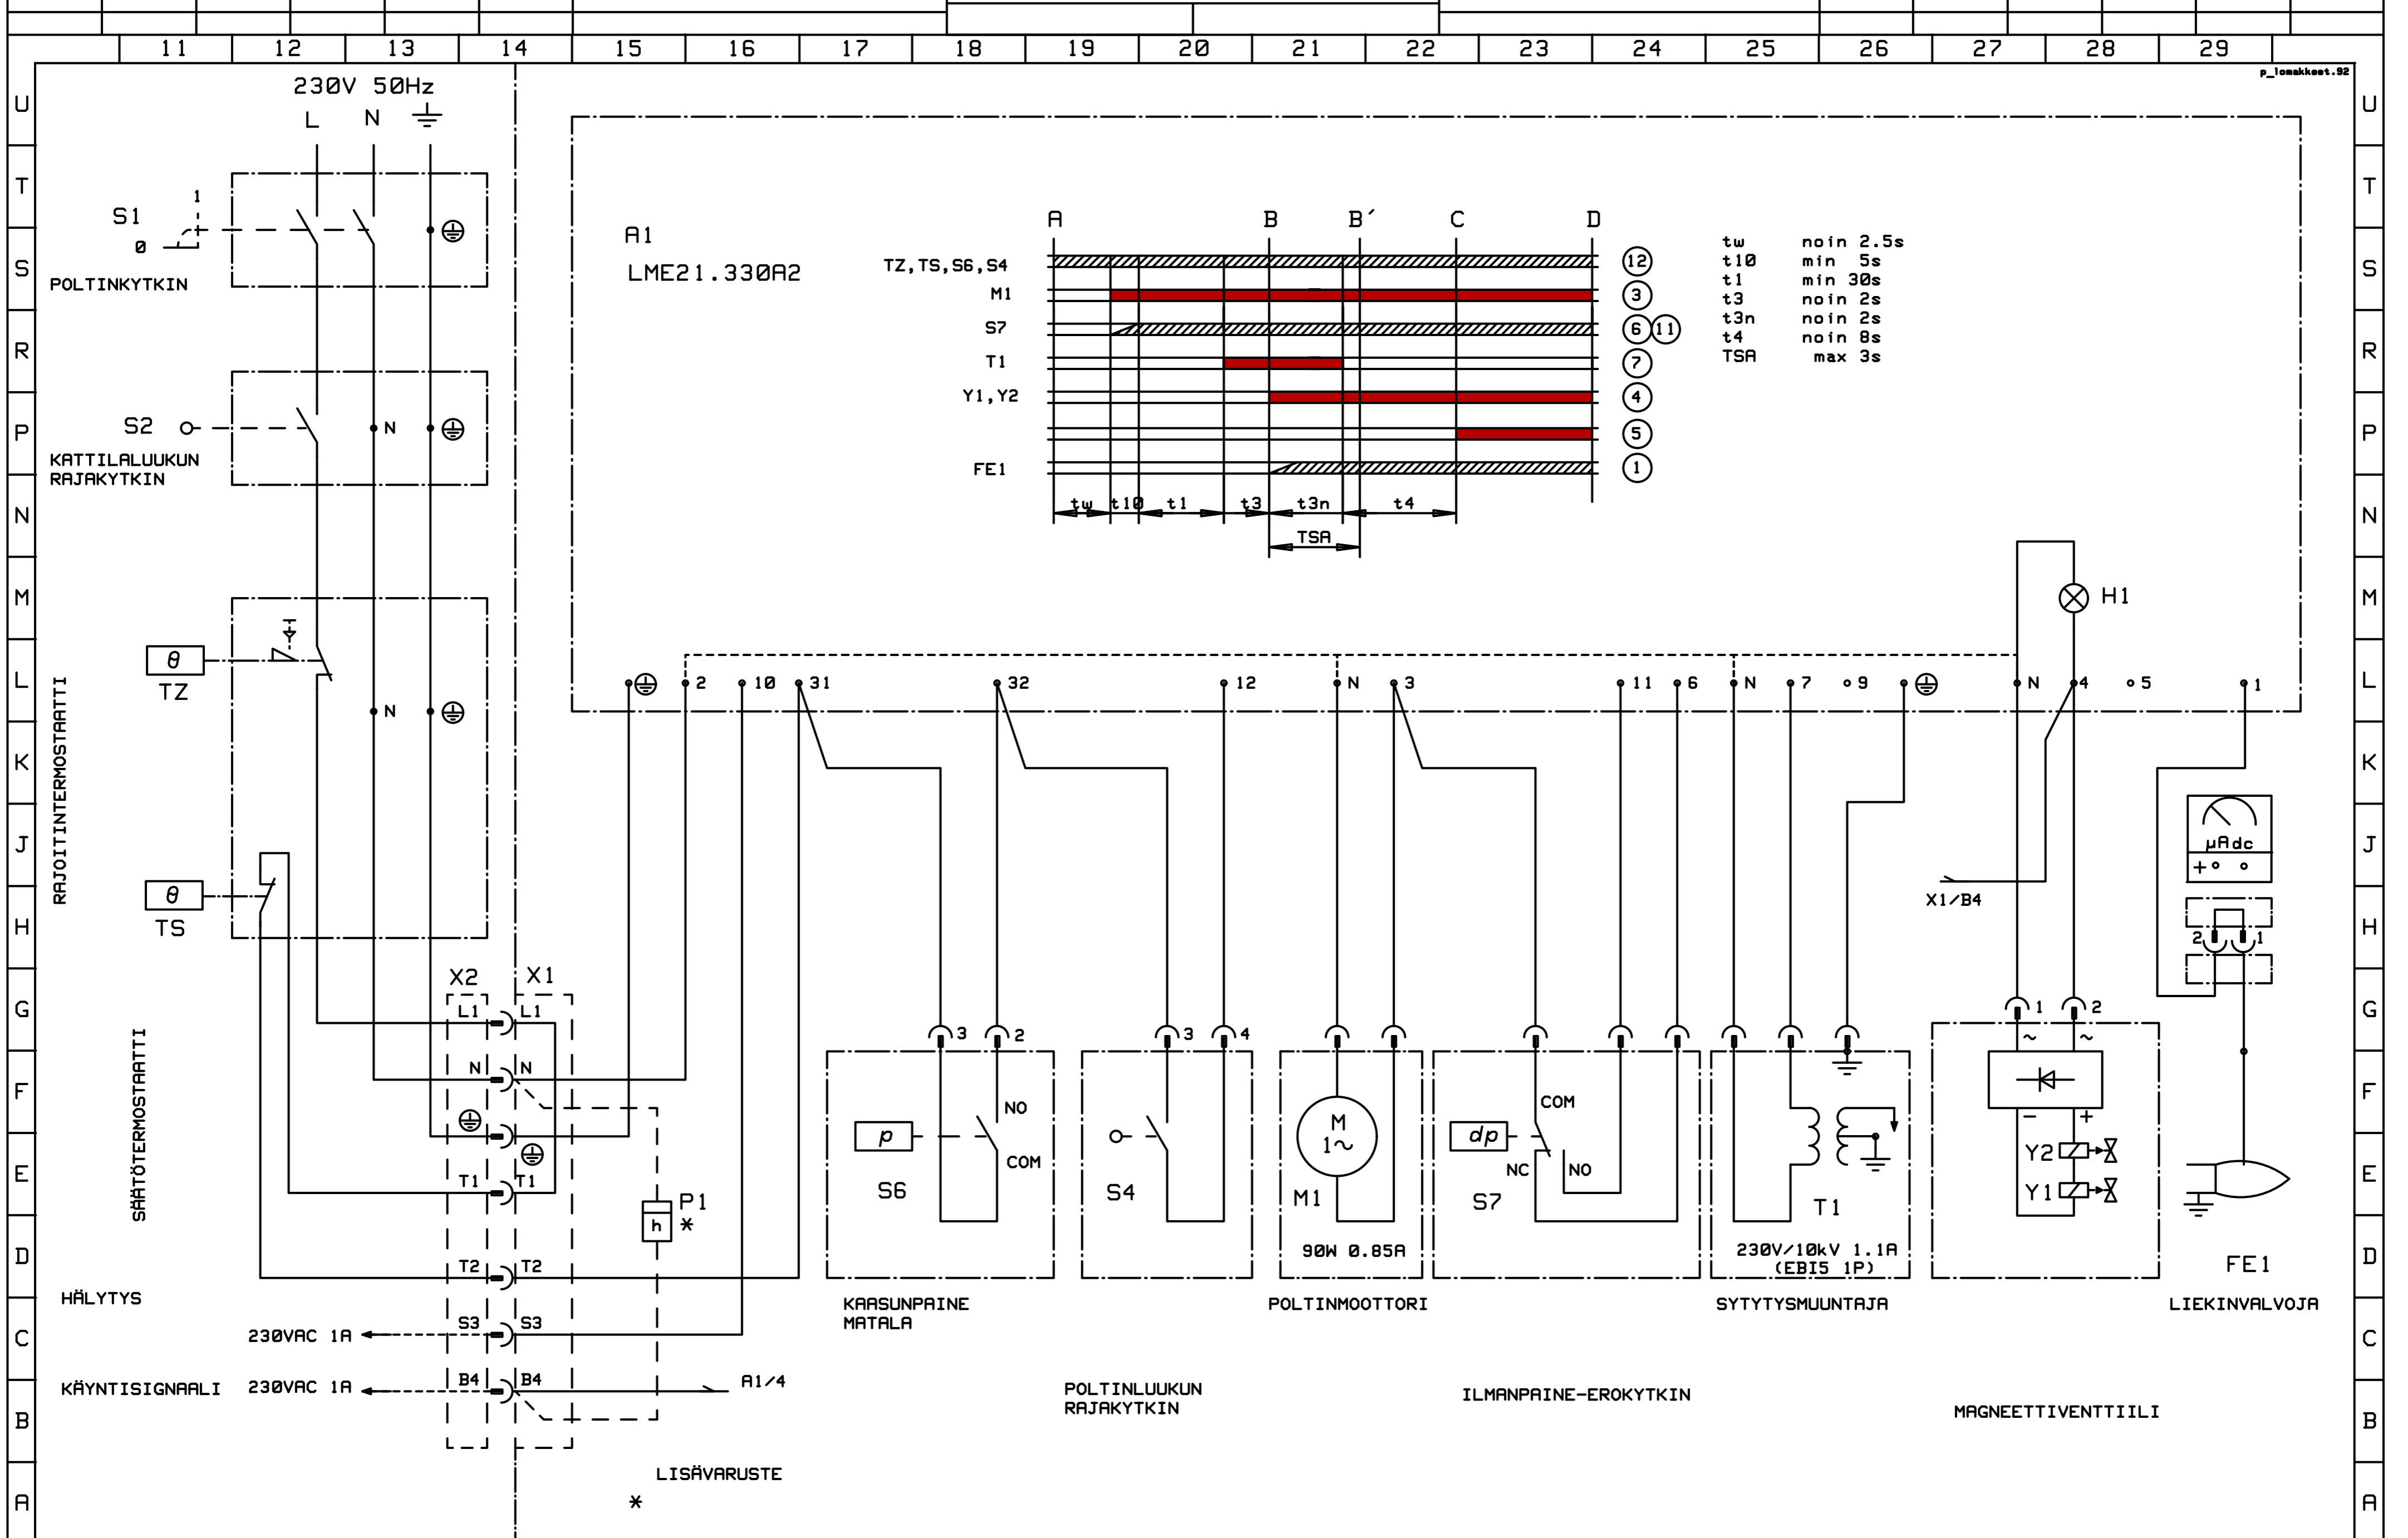 11 12 13 14 15 16 17 18 19 20 21 22 23 24 25 26 27 28 29
p_lomakkeet.92
U U
T T
S S
R R
P P
N N
M M
L L
K K
J J
H H
G G
F F
E E
D D
C C
B B
A A
230V 50Hz
L N
1
S1
0
POLTINKYTKIN
S2
N
KATTILALUUKUN
RAJAKYTKIN
A1
LME21.330A2
A B B´ C D
TZ,TS,S6,S4 12
M1 3
S7 6 11
T1 7
Y1,Y2 4
5
FE1 1
tw t10 t1 t3 t3n t4
TSA
tw noin 2.5s
t10 min 5s
t1 min 30s
t3 noin 2s
t3n noin 2s
t4 noin 8s
TSA max 3s
H1
θ
TZ
N
RAJOITINTERMOSTAATTI
2 10 31 32 12 N 3 11 6 N 7 9 N 4 5 1
θ
TS
SÄÄTÖTERMOSTAATTI
µAdc
+
X1/B4
2 1
X2 X1
L1 L1
N N
T1 T1
T2 T2
S3 S3
B4 B4
P1
h *
3 2
p
NO
COM
S6
3 4
S4
M
1~
M1
90W 0.85A
COM
dp
NC NO
S7
T1
230V/10kV 1.1A
(EBI5 1P)
1 2
~ ~
- +
Y2
Y1
FE1
HÄLYTYS
230VAC 1A
KÄYNTISIGNAALI 230VAC 1A
A1/4
KAASUNPAINE
MATALA
POLTINMOOTTORI
SYTYTYSMUUNTAJA
LIEKINVALVOJA
POLTINLUUKUN
RAJAKYTKIN
ILMANPAINE-EROKYTKIN
MAGNEETTIVENTTIILI
LISÄVARUSTE
*